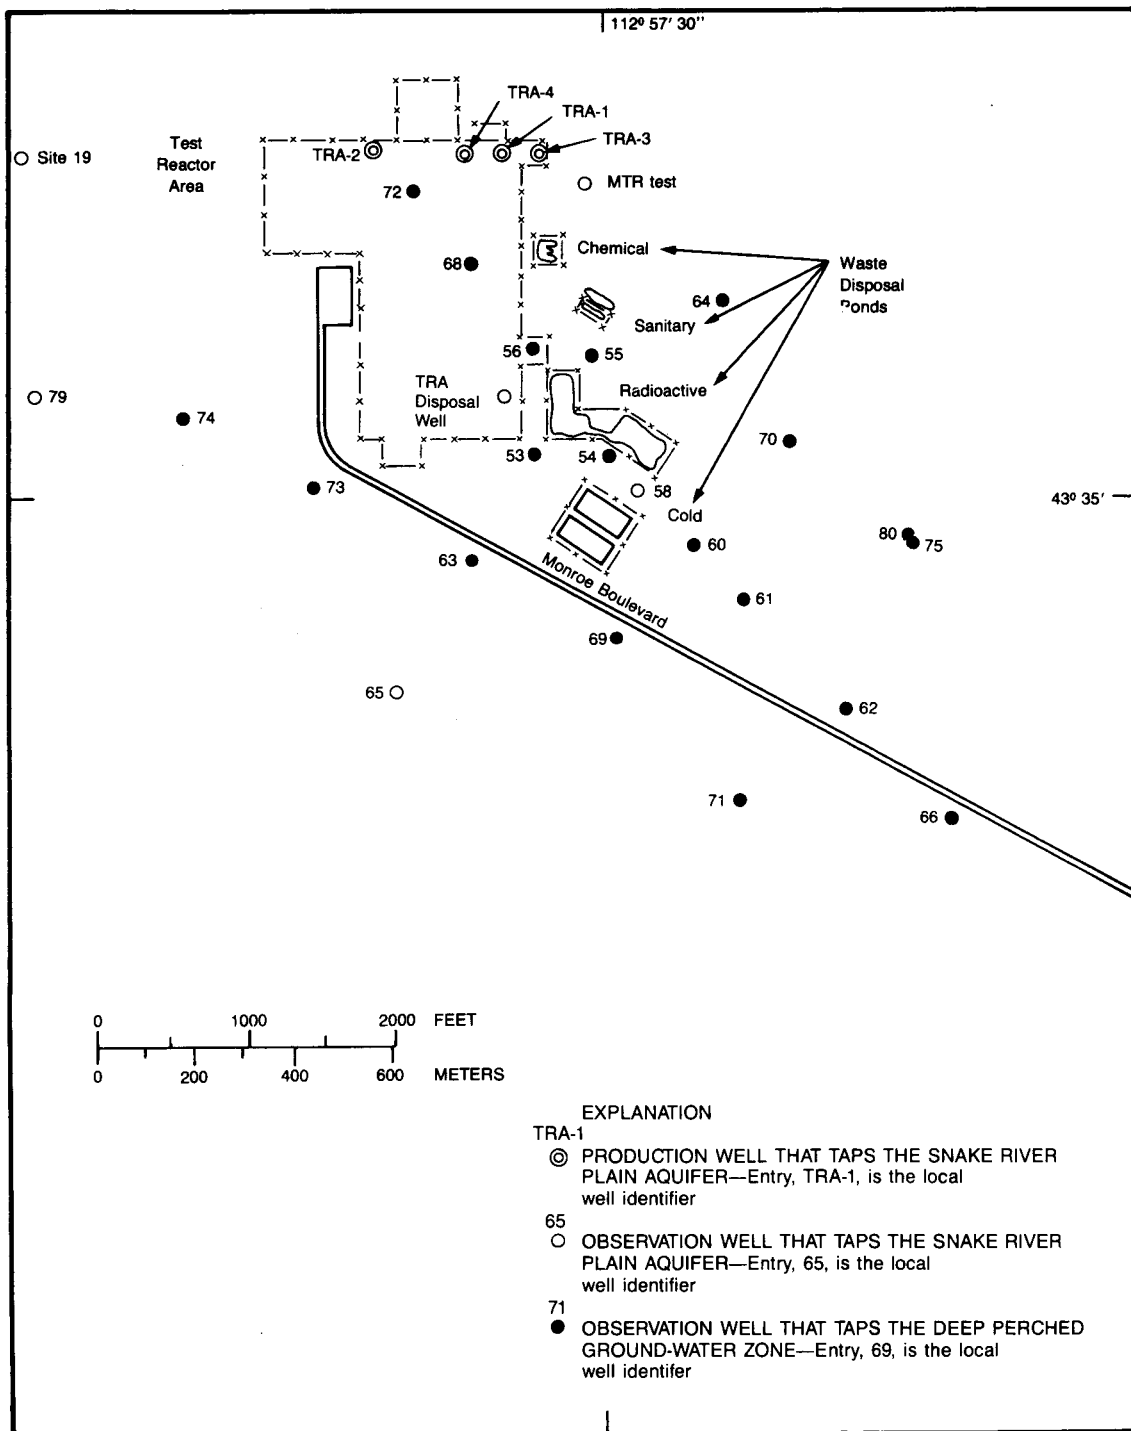 112° 57' 30"
TRA-4
TRA-1
TRA-3
TRA-2
Site 19
Test
Reactor
Area
72
MTR test
68
Chemical
Waste
Disposal
Ponds
64
Sanitary
56
55
79
74
TRA
Disposal
Well
Radioactive
70
53
54
73
58
43° 35'
Cold
80
75
63
60
Monroe Boulevard
61
69
65
62
71
66
0 1000 2000 FEET
0 200 400 600 METERS
EXPLANATION
TRA-1
PRODUCTION WELL THAT TAPS THE SNAKE RIVER
PLAIN AQUIFER—Entry, TRA-1, is the local
well identifier
65
OBSERVATION WELL THAT TAPS THE SNAKE RIVER
PLAIN AQUIFER—Entry, 65, is the local
well identifier
71
OBSERVATION WELL THAT TAPS THE DEEP PERCHED
GROUND-WATER ZONE—Entry, 69, is the local
well identifer